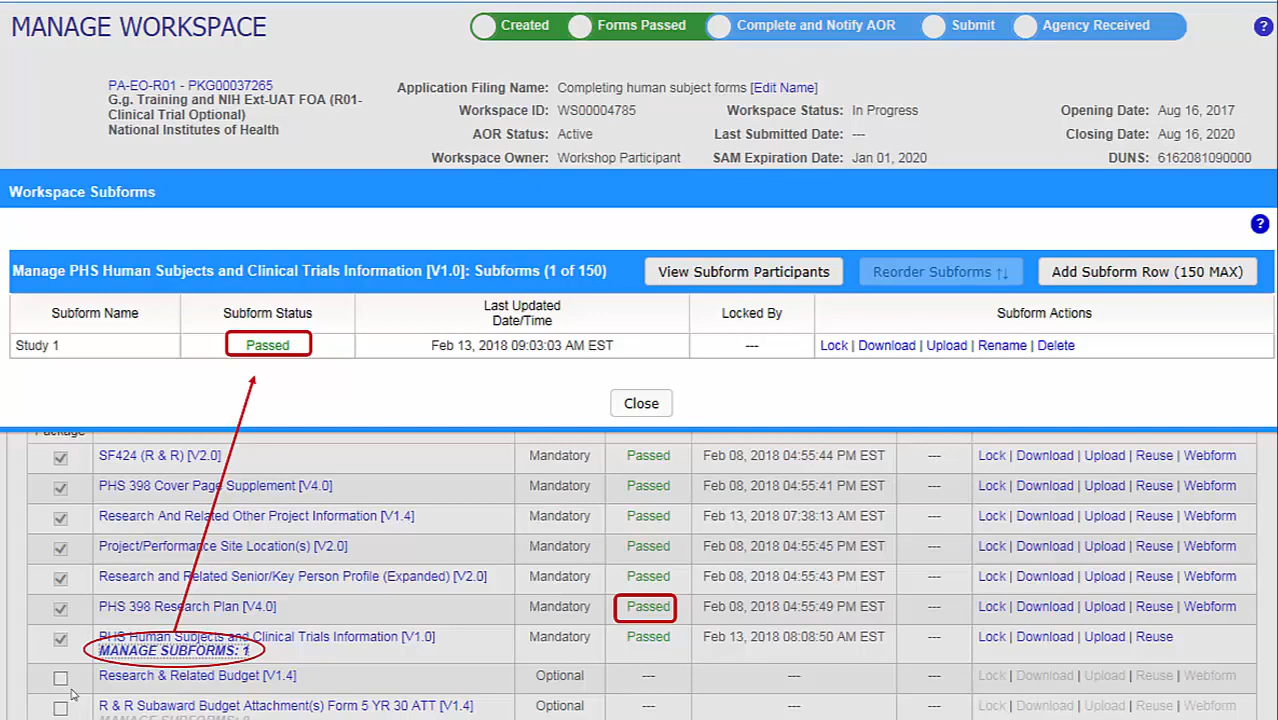 MANAGE WORKSPACE
Created Forms Passed Complete and Notify AOR Submit Agency Received ?
PA-EO-R01 - PKG00037265
G.g. Training and NIH Ext-UAT FOA (R01-
Clinical Trial Optional)
National Institutes of Health
Application Filing Name: Completing human subject forms [Edit Name]
Workspace ID: WS00004785 Workspace Status: In Progress Opening Date: Aug 16, 2017
AOR Status: Active Last Submitted Date: --- Closing Date: Aug 16, 2020
Workspace Owner: Workshop Participant SAM Expiration Date: Jan 01, 2020 DUNS: 6162081090000
Workspace Subforms
?
Manage PHS Human Subjects and Clinical Trials Information [V1.0]: Subforms (1 of 150) View Subform Participants Reorder Subforms ↑↓ Add Subform Row (150 MAX)
Subform Name Subform Status Last Updated Date/Time Locked By Subform Actions
Study 1 Passed Feb 13, 2018 09:03:03 AM EST --- Lock | Download | Upload | Rename | Delete
Close
Package
SF424 (R & R) [V2.0] Mandatory Passed Feb 08, 2018 04:55:44 PM EST --- Lock | Download | Upload | Reuse | Webform
PHS 398 Cover Page Supplement [V4.0] Mandatory Passed Feb 08, 2018 04:55:41 PM EST --- Lock | Download | Upload | Reuse | Webform
Research And Related Other Project Information [V1.4] Mandatory Passed Feb 13, 2018 07:38:13 AM EST --- Lock | Download | Upload | Reuse | Webform
Project/Performance Site Location(s) [V2.0] Mandatory Passed Feb 08, 2018 04:55:45 PM EST --- Lock | Download | Upload | Reuse | Webform
Research and Related Senior/Key Person Profile (Expanded) [V2.0] Mandatory Passed Feb 08, 2018 04:55:43 PM EST --- Lock | Download | Upload | Reuse | Webform
PHS 398 Research Plan [V4.0] Mandatory Passed Feb 08, 2018 04:55:49 PM EST --- Lock | Download | Upload | Reuse | Webform
PHS Human Subjects and Clinical Trials Information [V1.0] Mandatory Passed Feb 13, 2018 08:08:50 AM EST --- Lock | Download | Upload | Reuse
MANAGE SUBFORMS: 1
Research & Related Budget [V1.4] Optional --- --- --- Lock | Download | Upload | Reuse | Webform
R & R Subaward Budget Attachment(s) Form 5 YR 30 ATT [V1.4] Optional --- --- --- Lock | Download | Upload | Reuse | Webform
MANAGE SUBFORMS: 0